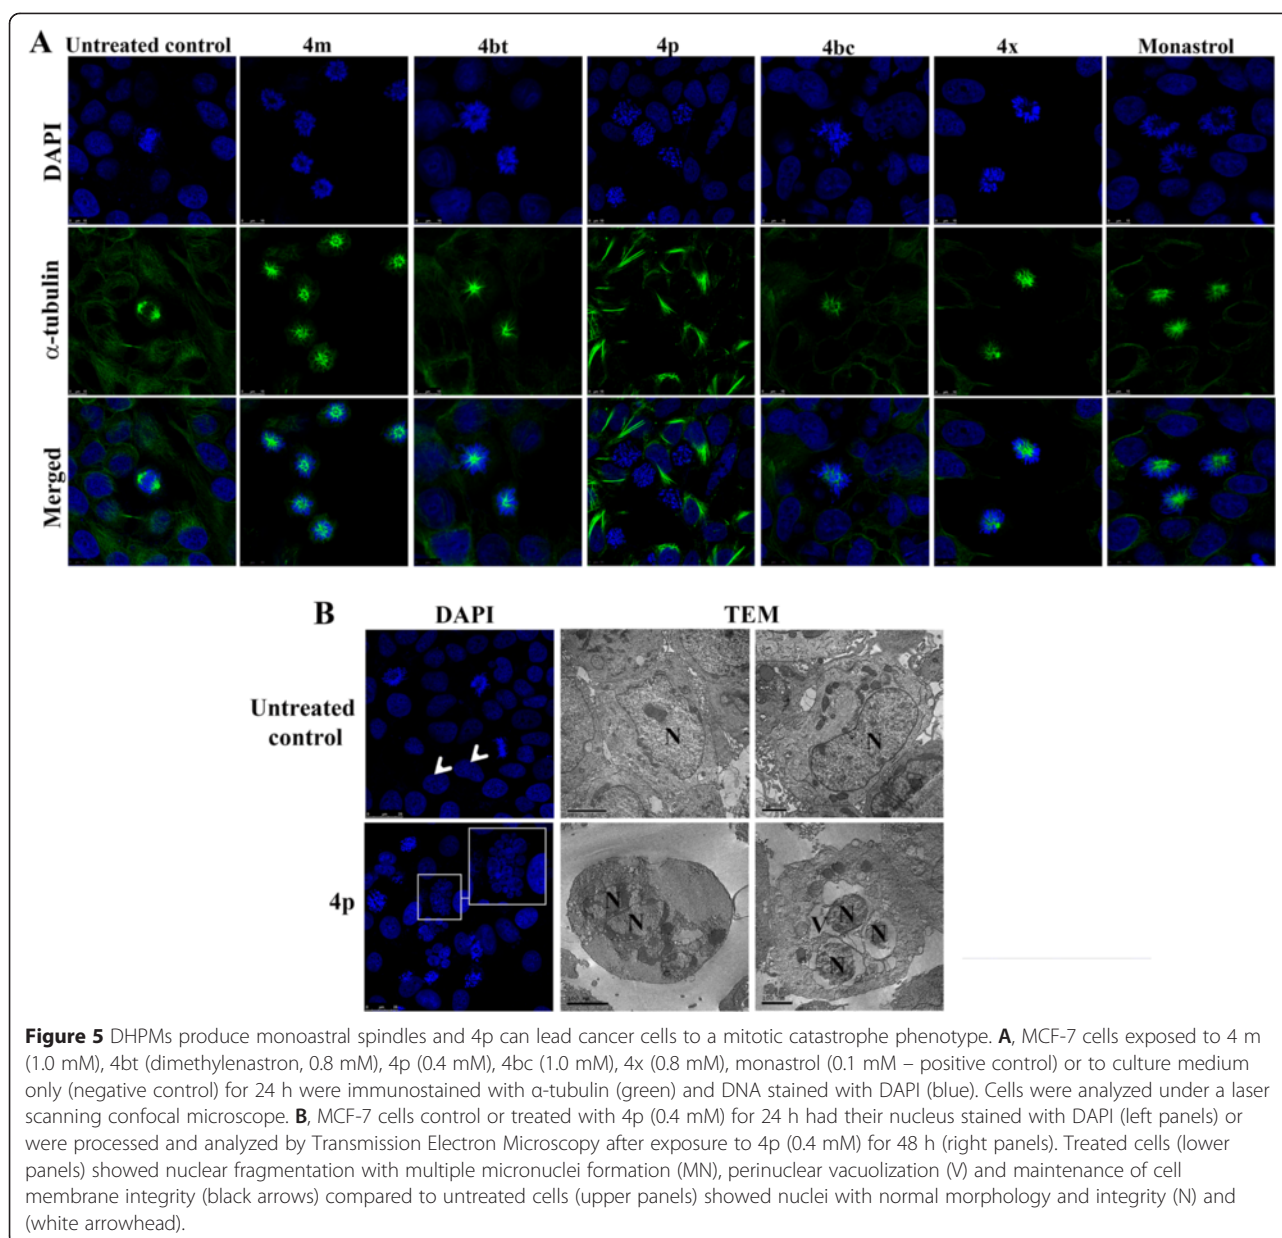 A
Untreated control 4m 4bt 4p 4bc 4x Monastrol
DAPI
α-tubulin
Merged
B
DAPI TEM
Untreated
control
N N
4p
N N V N N N
Figure 5 DHPMs produce monoastral spindles and 4p can lead cancer cells to a mitotic catastrophe phenotype. A, MCF-7 cells exposed to 4 m
(1.0 mM), 4bt (dimethylenastron, 0.8 mM), 4p (0.4 mM), 4bc (1.0 mM), 4x (0.8 mM), monastrol (0.1 mM – positive control) or to culture medium
only (negative control) for 24 h were immunostained with α-tubulin (green) and DNA stained with DAPI (blue). Cells were analyzed under a laser
scanning confocal microscope. B, MCF-7 cells control or treated with 4p (0.4 mM) for 24 h had their nucleus stained with DAPI (left panels) or
were processed and analyzed by Transmission Electron Microscopy after exposure to 4p (0.4 mM) for 48 h (right panels). Treated cells (lower
panels) showed nuclear fragmentation with multiple micronuclei formation (MN), perinuclear vacuolization (V) and maintenance of cell
membrane integrity (black arrows) compared to untreated cells (upper panels) showed nuclei with normal morphology and integrity (N) and
(white arrowhead).